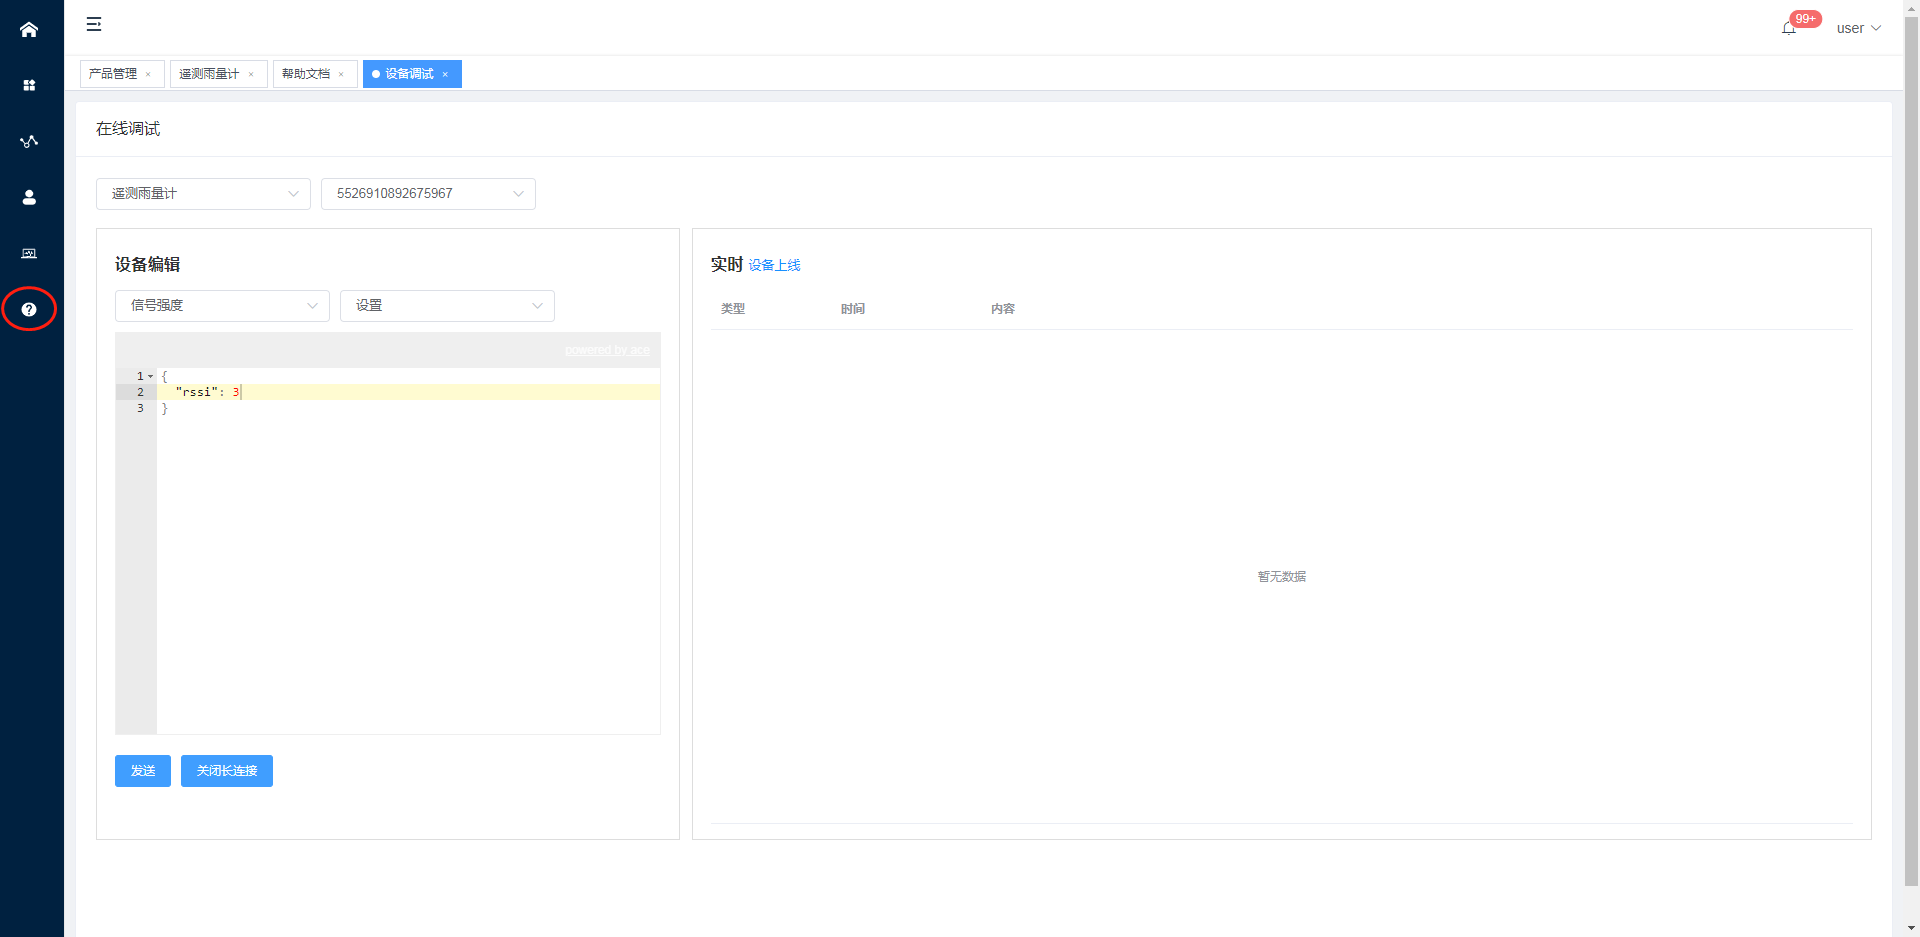 99+
user
产品管理 ×
遥测雨量计 ×
帮助文档 ×
设备调试 ×
在线调试
遥测雨量计
5526910892675967
设备编辑
信号强度
设置
powered by ace
1 {
2 "rssi": 3
3 }
发送
关闭长连接
实时 设备上线
类型 时间 内容
暂无数据